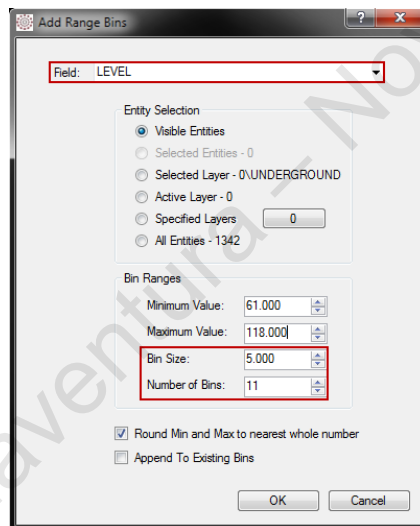 Add Range Bins
Field: LEVEL
Entity Selection
Visible Entities
Selected Entities - 0
Selected Layer - 0\UNDERGROUND
Active Layer - 0
Specified Layers 0
All Entities - 1342
Bin Ranges
Minimum Value: 61.000
Maximum Value: 118.000
Bin Size: 5.000
Number of Bins: 11
Round Min and Max to nearest whole number
Append To Existing Bins
OK Cancel